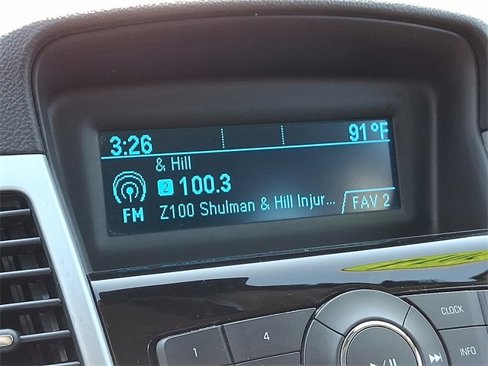 3:26 91°F
& Hill
2 100.3
FM Z100 Shulman & Hill Injur... FAV 2
CLOCK
1 4 INFO